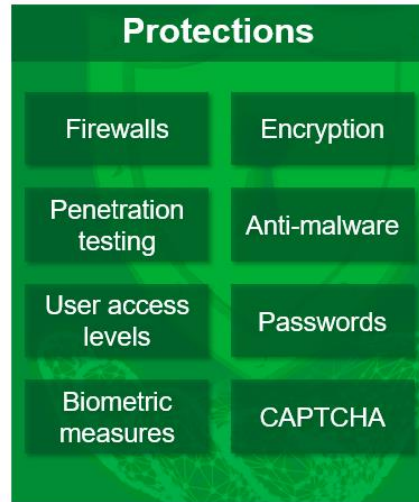 Protections
Firewalls
Encryption
Penetration
testing
Anti-malware
User access
levels
Passwords
Biometric
measures
CAPTCHA